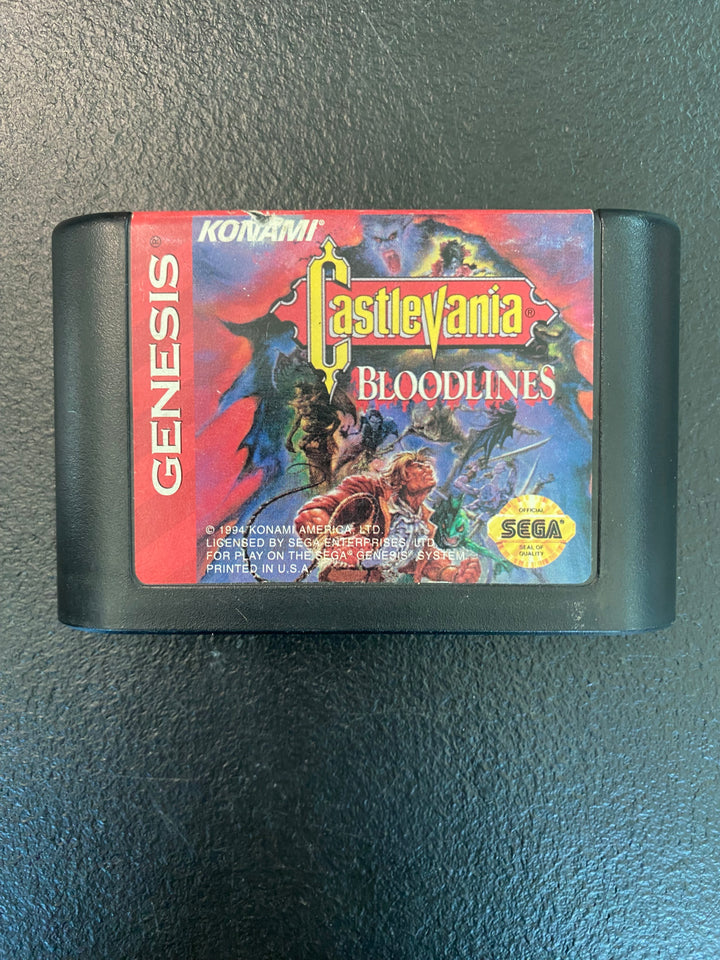 GENESIS
KONAMI®
CastleVania®
BLOODLINES
© 1994 KONAMI AMERICA, LTD.
LICENSED BY SEGA ENTERPRISES, LTD.
FOR PLAY ON THE SEGA® GENESIS™ SYSTEM.
PRINTED IN U.S.A.
OFFICIAL
SEGA®
SEAL OF
QUALITY